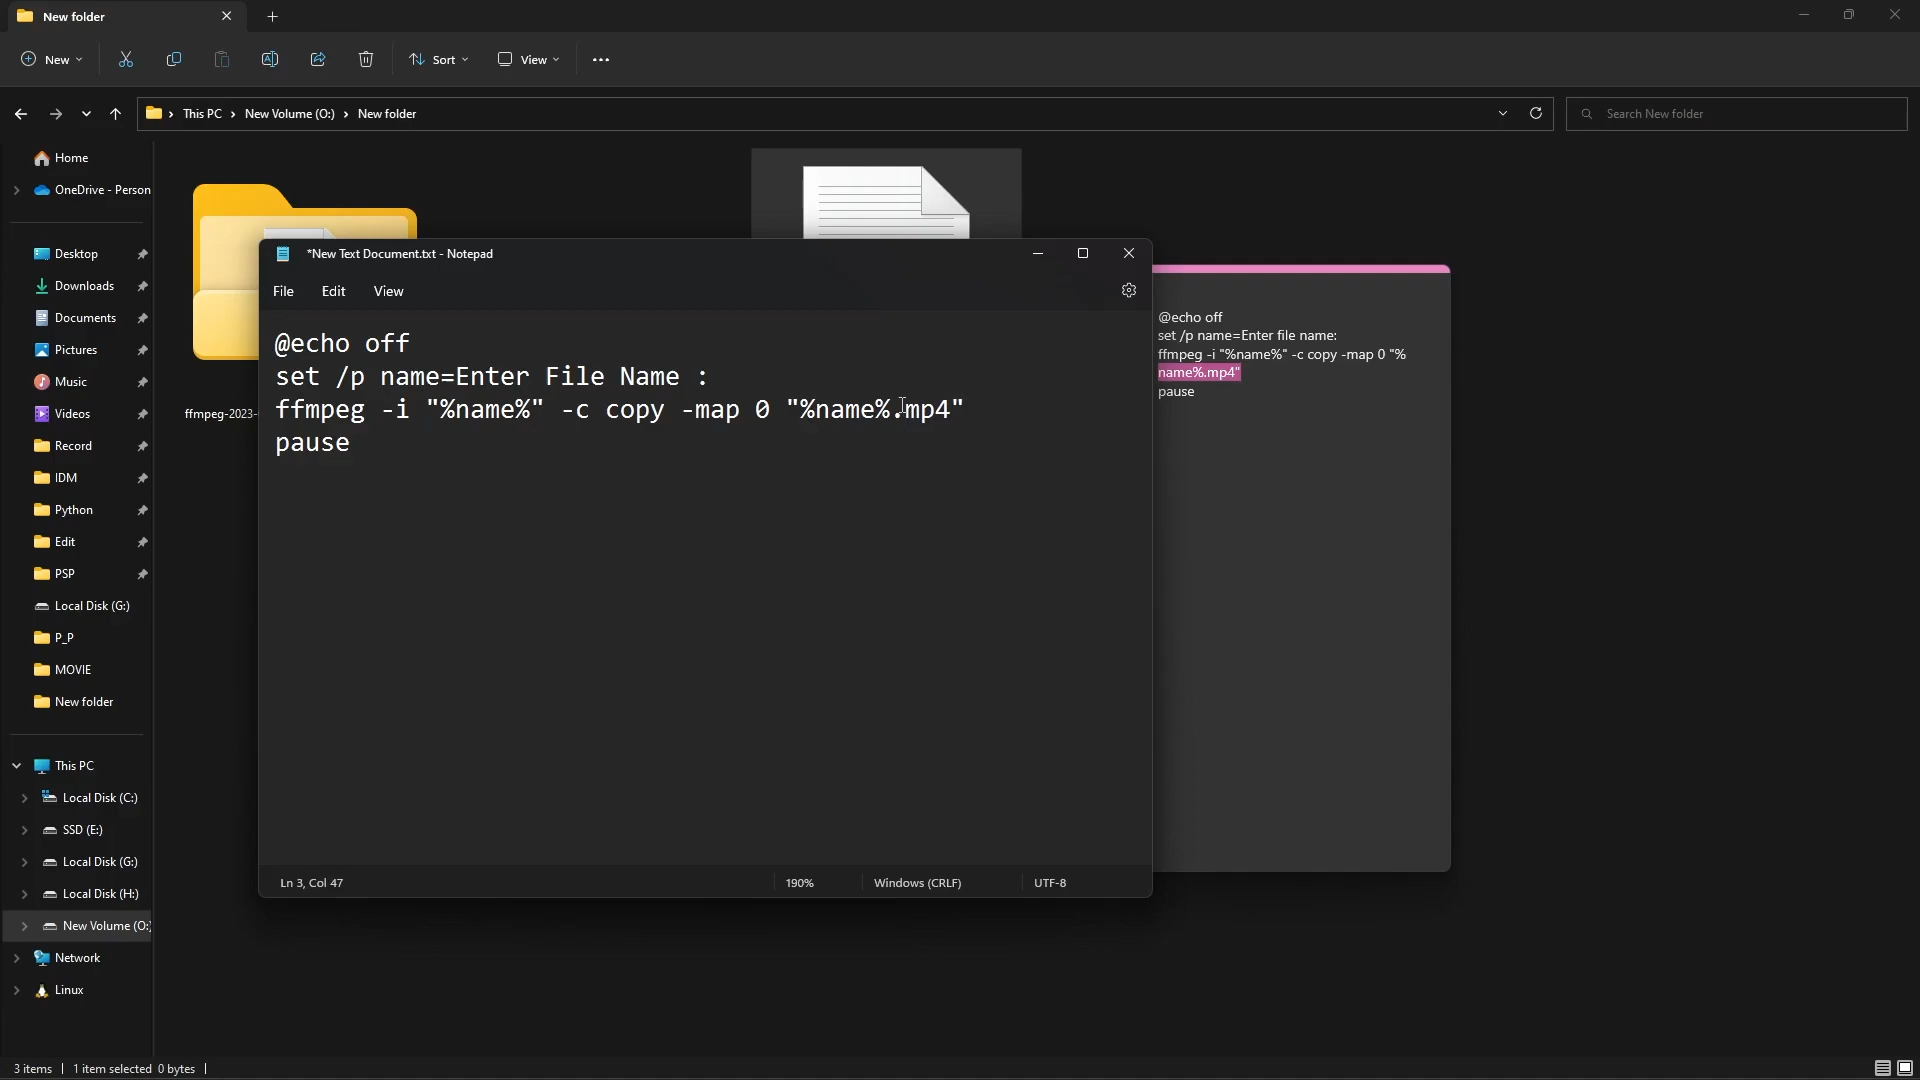 New folder
New
Sort
View
This PC > New Volume (O:) > New folder
Search New folder
Home
OneDrive - Person
Desktop
Downloads
Documents
Pictures
Music
Videos
Record
IDM
Python
Edit
PSP
Local Disk (G:)
P_P
MOVIE
New folder
This PC
Local Disk (C:)
SSD (E:)
Local Disk (G:)
Local Disk (H:)
New Volume (O:)
Network
Linux
ffmpeg-2023-
*New Text Document.txt - Notepad
File Edit View
@echo off
set /p name=Enter File Name :
ffmpeg -i "%name%" -c copy -map 0 "%name%.mp4"
pause
Ln 3, Col 47
190%
Windows (CRLF)
UTF-8
@echo off
set /p name=Enter file name:
ffmpeg -i "%name%" -c copy -map 0 "%
name%.mp4"
pause
3 items | 1 item selected 0 bytes |